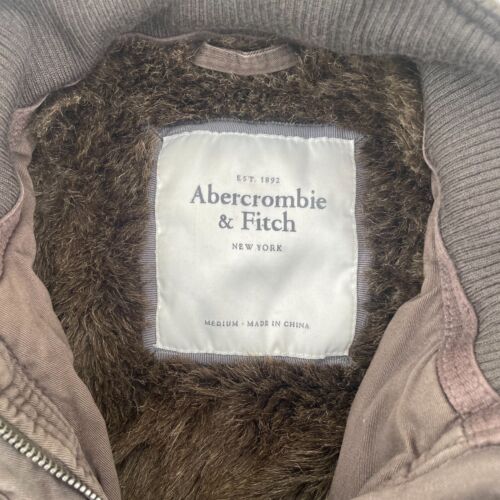 EST. 1892
Abercrombie
& Fitch
NEW YORK
MEDIUM - MADE IN CHINA